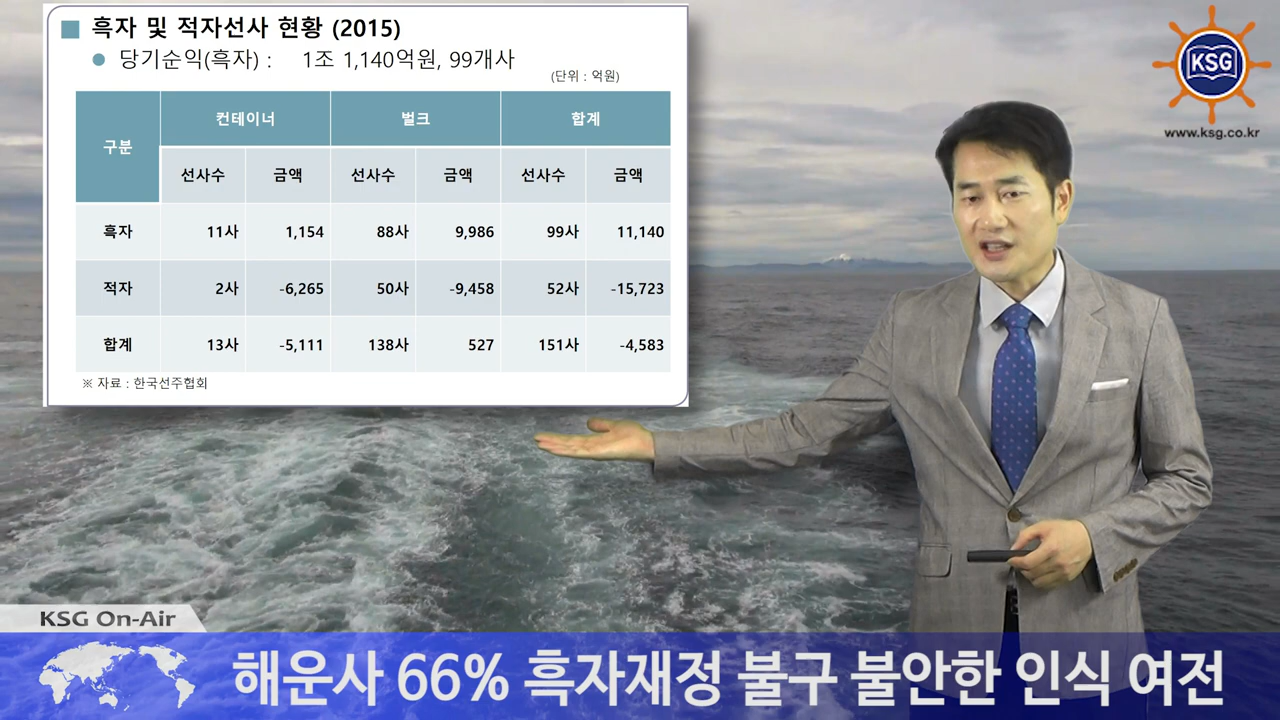 흑자 및 적자선사 현황 (2015)
당기순익(흑자) : 1조 1,140억원, 99개사
(단위 : 억원)
구분 컨테이너 벌크 합계
선사수 금액 선사수 금액 선사수 금액
흑자 11사 1,154 88사 9,986 99사 11,140
적자 2사 -6,265 50사 -9,458 52사 -15,723
합계 13사 -5,111 138사 527 151사 -4,583
※ 자료 : 한국선주협회
KSG
www.ksg.co.kr
KSG On-Air
해운사 66% 흑자재정 불구 불안한 인식 여전